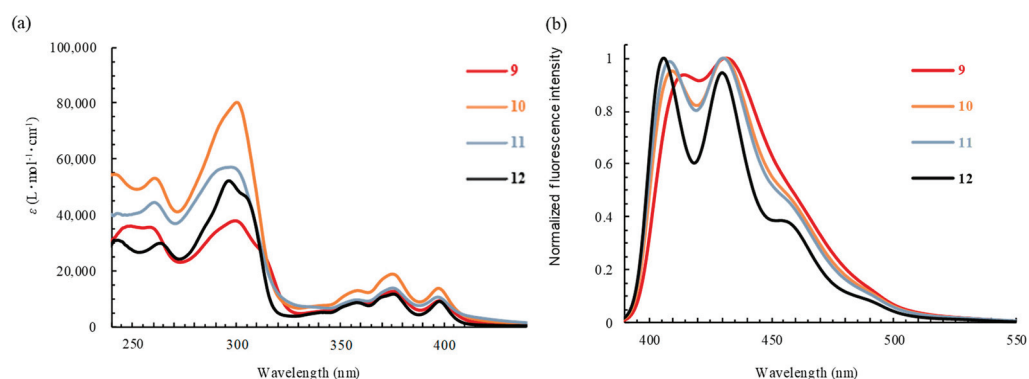 (a)
100,000
80,000
60,000
40,000
20,000
0
ε (L·mol⁻¹·cm⁻¹)
250 300 350 400
Wavelength (nm)
9
10
11
12
(b)
1
0.8
0.6
0.4
0.2
0
Normalized fluorescence intensity
400 450 500 550
Wavelength (nm)
9
10
11
12